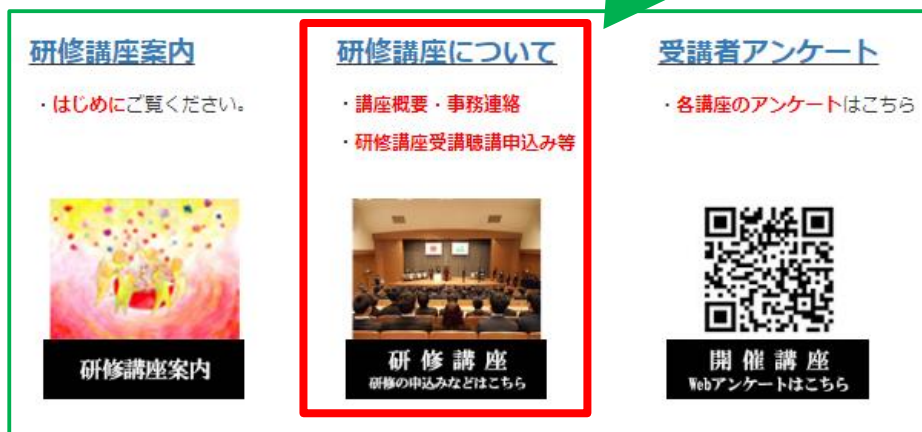 研修講座案内
・はじめにご覧ください。
研修講座案内
研修講座について
・講座概要・事務連絡
・研修講座受講聴講申込み等
研修講座
研修の申込みなどはこちら
受講者アンケート
・各講座のアンケートはこちら
開催講座
Webアンケートはこちら